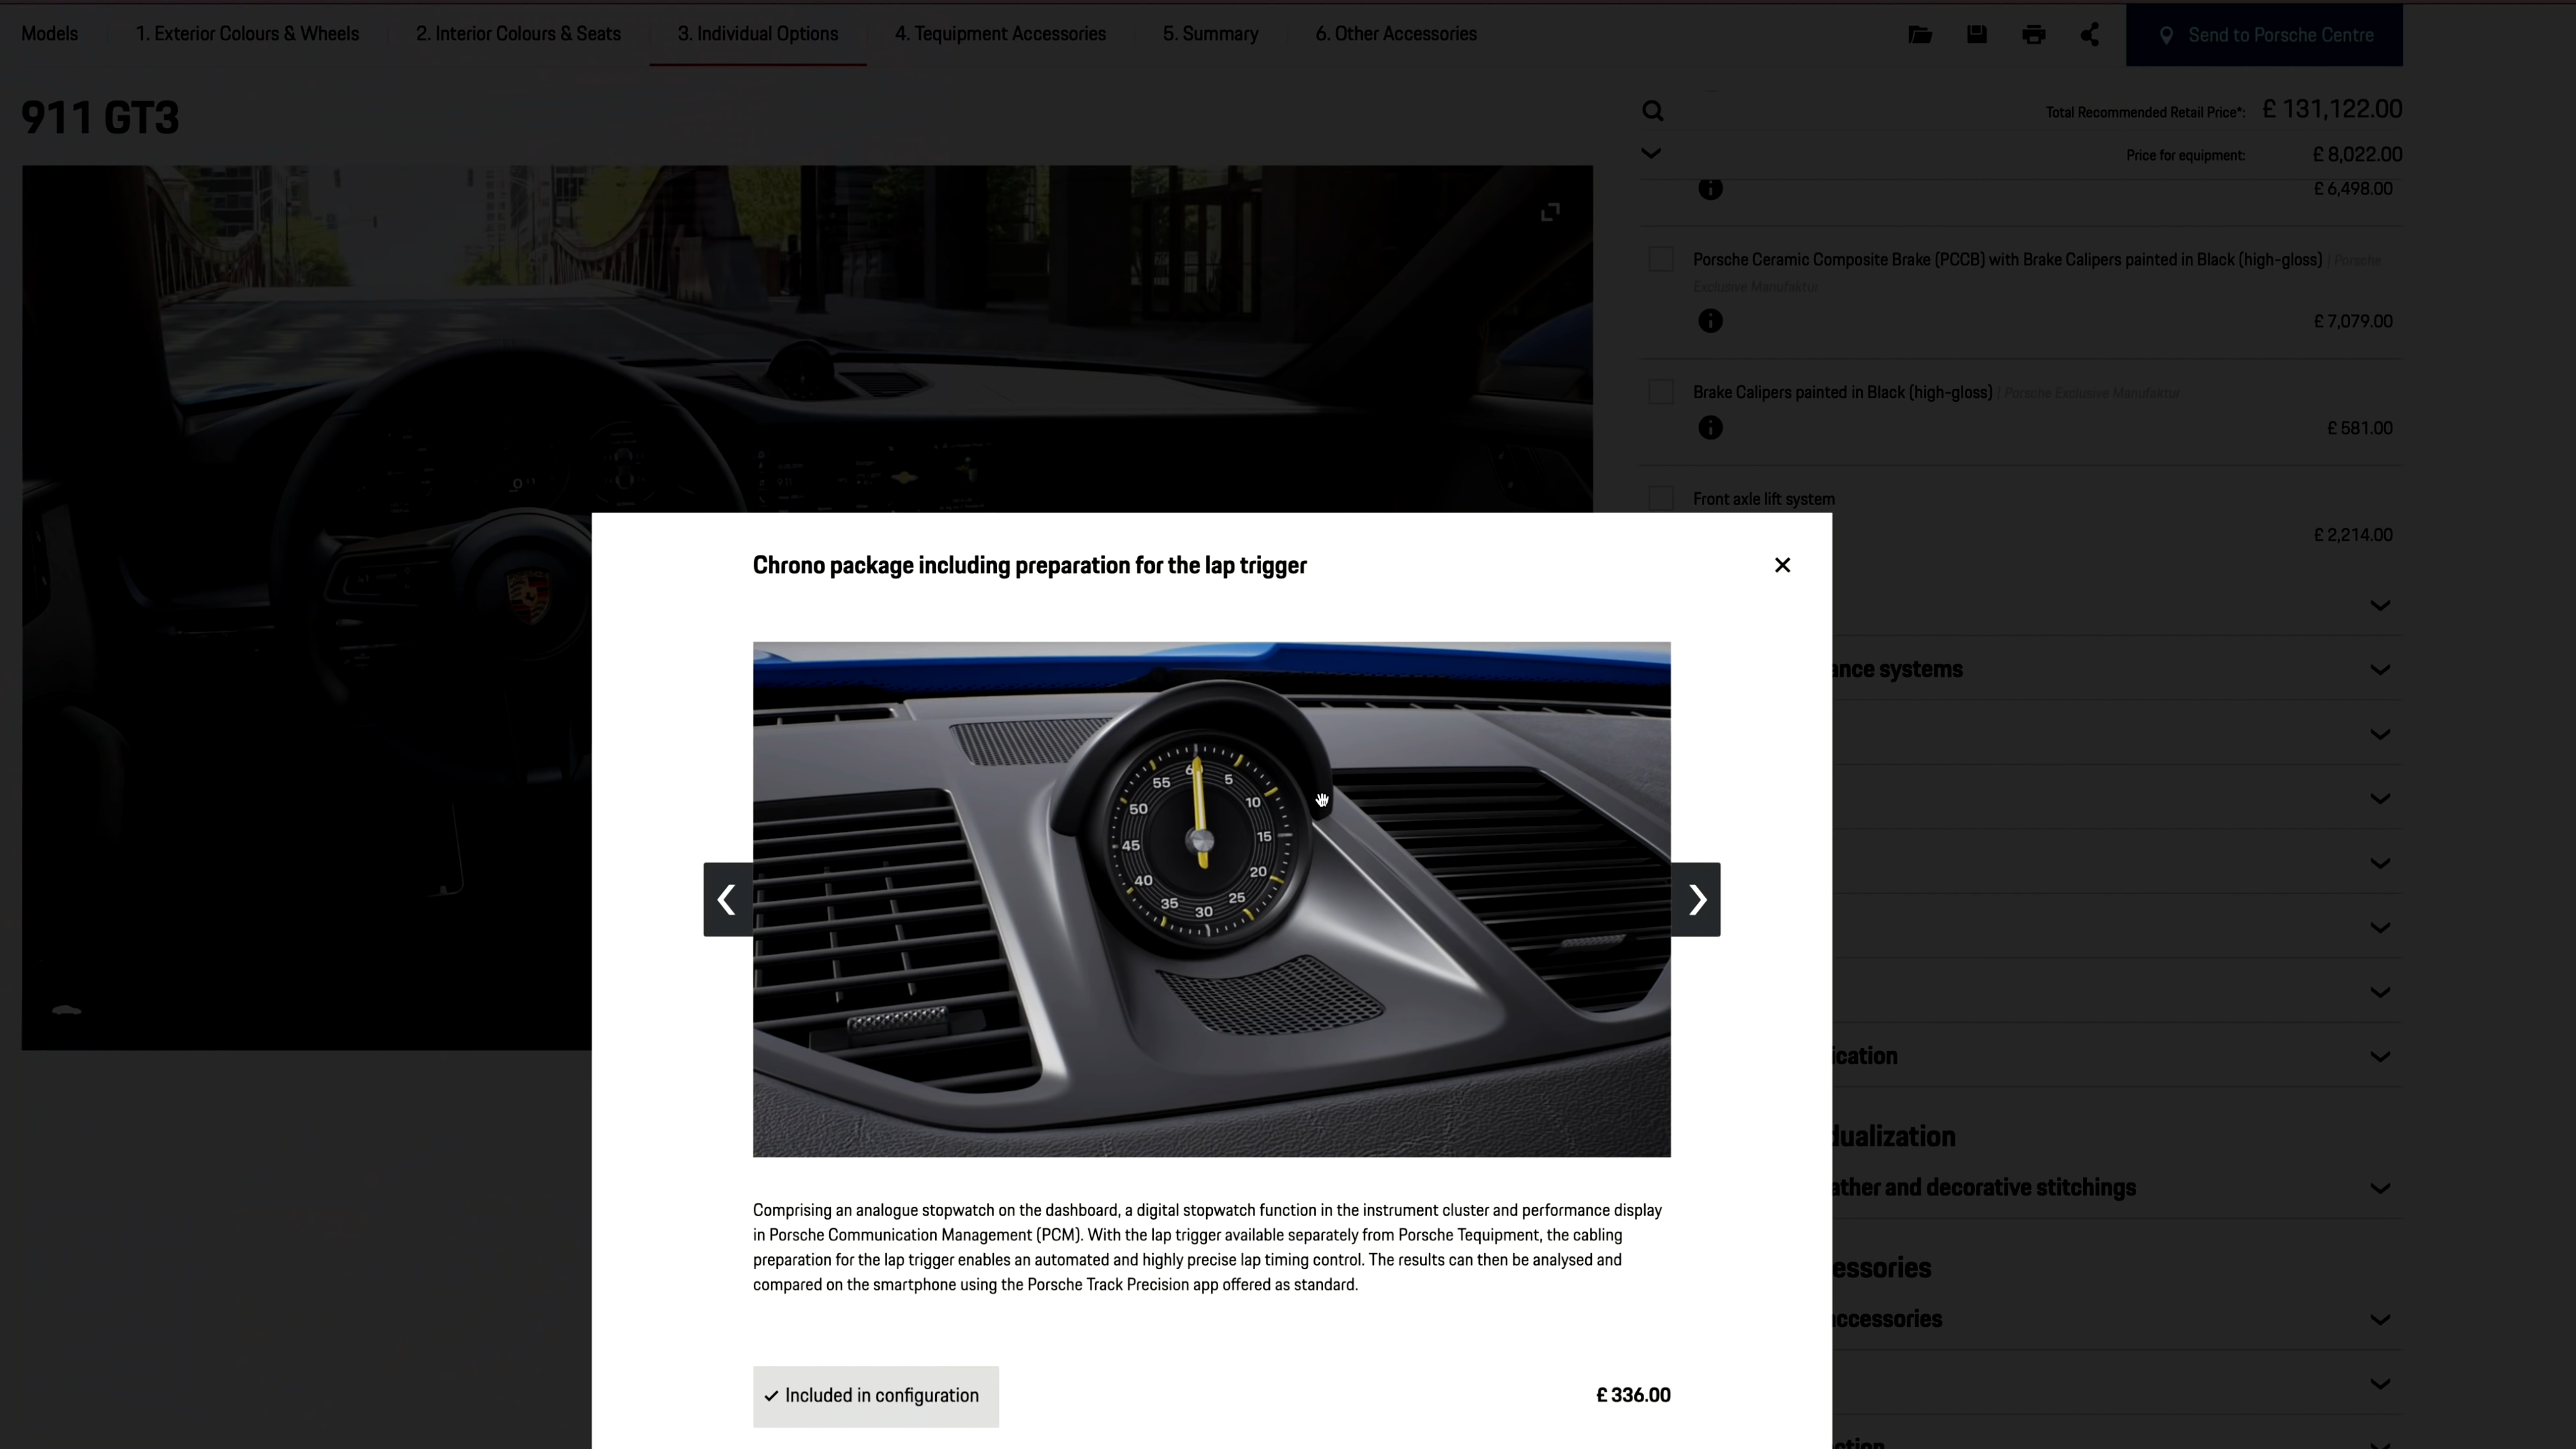 Models
1. Exterior Colours & Wheels
2. Interior Colours & Seats
3. Individual Options
4. Tequipment Accessories
5. Summary
6. Other Accessories
Send to Porsche Centre
911 GT3
Total Recommended Retail Price*: £ 131,122.00
Price for equipment: £ 8,022.00
£ 6,498.00
Porsche Ceramic Composite Brake (PCCB) with Brake Calipers painted in Black (high-gloss) | Porsche
Exclusive Manufaktur
£ 7,079.00
Brake Calipers painted in Black (high-gloss) | Porsche Exclusive Manufaktur
£ 581.00
Front axle lift system
£ 2,214.00
ance systems
ication
dualization
ather and decorative stitchings
essories
accessories
Chrono package including preparation for the lap trigger
60
5
10
15
20
25
30
35
40
45
50
55
Comprising an analogue stopwatch on the dashboard, a digital stopwatch function in the instrument cluster and performance display
in Porsche Communication Management (PCM). With the lap trigger available separately from Porsche Tequipment, the cabling
preparation for the lap trigger enables an automated and highly precise lap timing control. The results can then be analysed and
compared on the smartphone using the Porsche Track Precision app offered as standard.
Included in configuration
£ 336.00